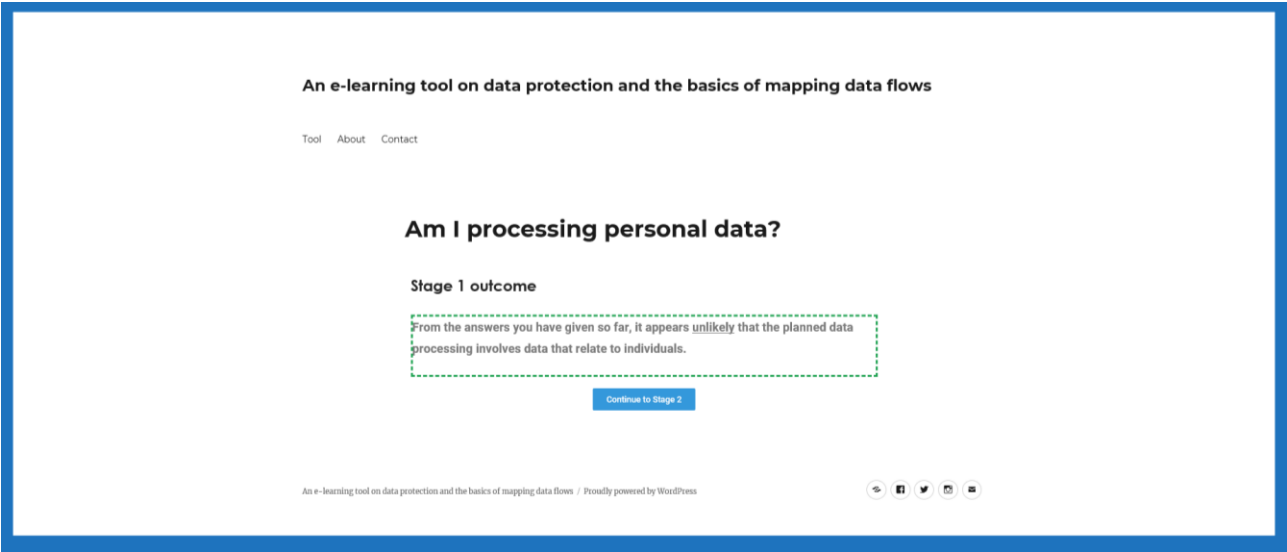 An e-learning tool on data protection and the basics of mapping data flows
Tool About Contact
Am I processing personal data?
Stage 1 outcome
From the answers you have given so far, it appears unlikely that the planned data
processing involves data that relate to individuals.
Continue to Stage 2
An e-learning tool on data protection and the basics of mapping data flows / Proudly powered by WordPress